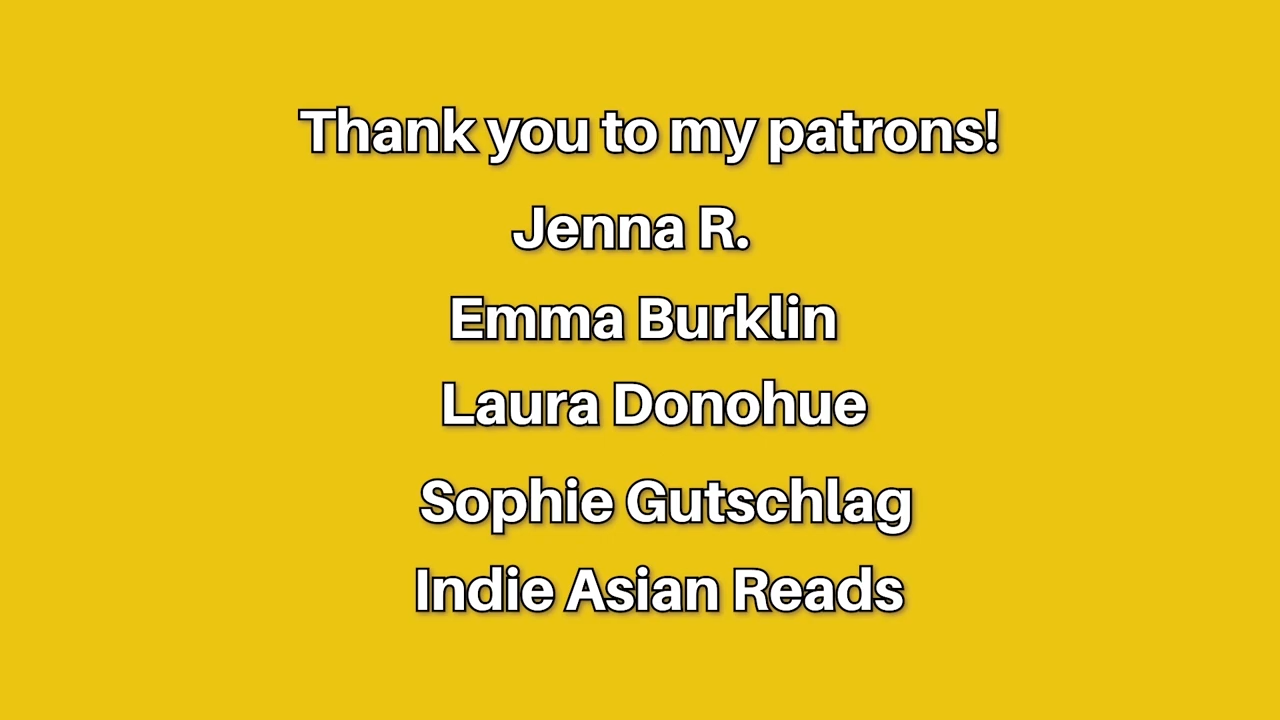 Thank you to my patrons!
Jenna R.
Emma Burklin
Laura Donohue
Sophie Gutschlag
Indie Asian Reads